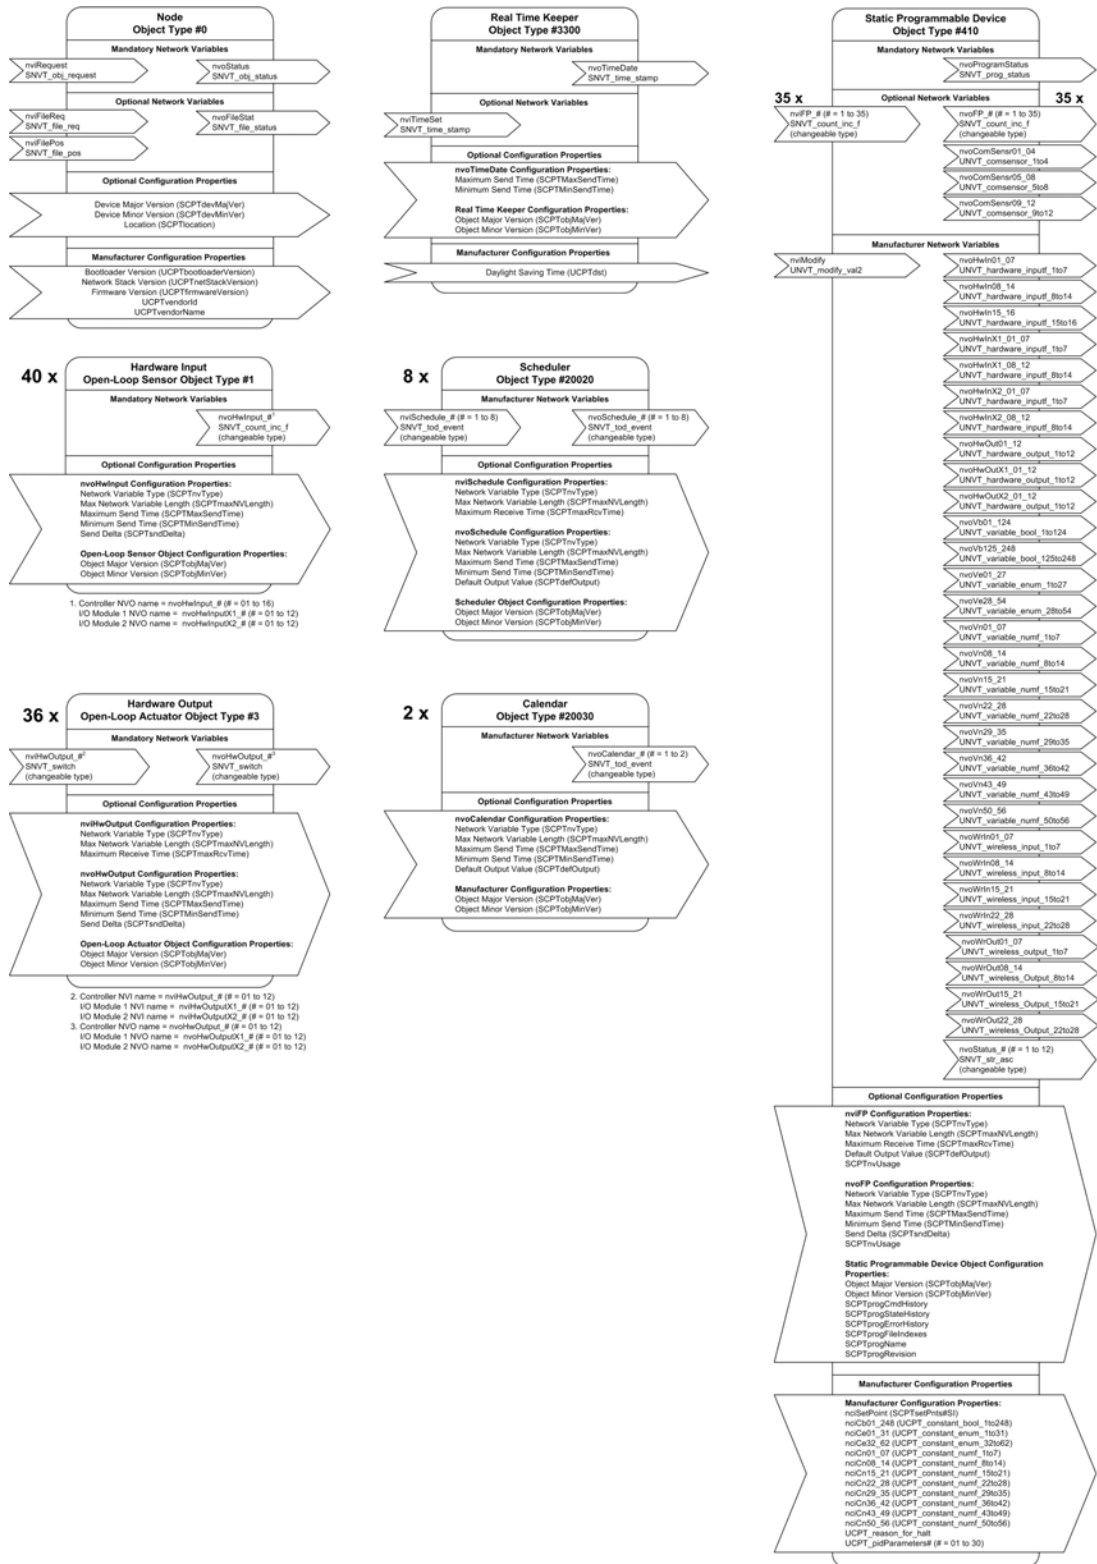 Node
Object Type #0
Mandatory Network Variables
nviRequest
SNVT_obj_request
nvoStatus
SNVT_obj_status
Optional Network Variables
nviFileReq
SNVT_file_req
nvoFileStat
SNVT_file_status
nviFilePos
SNVT_file_pos
Optional Configuration Properties
Device Major Version (SCPTdevMajVer)
Device Minor Version (SCPTdevMinVer)
Location (SCPTlocation)
Manufacturer Configuration Properties
Bootloader Version (UCPTbootloaderVersion)
Network Stack Version (UCPTnetStackVersion)
Firmware Version (UCPTfirmwareVersion)
UCPTvendorId
UCPTvendorName
Real Time Keeper
Object Type #3300
Mandatory Network Variables
nvoTimeDate
SNVT_time_stamp
Optional Network Variables
nviTimeSet
SNVT_time_stamp
Optional Configuration Properties
nvoTimeDate Configuration Properties:
Maximum Send Time (SCPTMaxSendTime)
Minimum Send Time (SCPTMinSendTime)
Real Time Keeper Configuration Properties:
Object Major Version (SCPTobjMajVer)
Object Minor Version (SCPTobjMinVer)
Manufacturer Configuration Properties
Daylight Saving Time (UCPTdst)
40 x
Hardware Input
Open-Loop Sensor Object Type #1
Mandatory Network Variables
nvoHwInput_#1
SNVT_count_inc_f
(changeable type)
Optional Configuration Properties
nvoHwInput Configuration Properties:
Network Variable Type (SCPTnvType)
Max Network Variable Length (SCPTmaxNVLength)
Maximum Send Time (SCPTMaxSendTime)
Minimum Send Time (SCPTMinSendTime)
Send Delta (SCPTsndDelta)
Open-Loop Sensor Object Configuration Properties:
Object Major Version (SCPTobjMajVer)
Object Minor Version (SCPTobjMinVer)
1. Controller NVO name = nvoHwInput_# (# = 01 to 16)
I/O Module 1 NVO name = nvoHwInputX1_# (# = 01 to 12)
I/O Module 2 NVO name = nvoHwInputX2_# (# = 01 to 12)
8 x
Scheduler
Object Type #20020
Manufacturer Network Variables
nviSchedule_# (# = 1 to 8)
SNVT_tod_event
(changeable type)
nvoSchedule_# (# = 1 to 8)
SNVT_tod_event
(changeable type)
Optional Configuration Properties
nviSchedule Configuration Properties:
Network Variable Type (SCPTnvType)
Max Network Variable Length (SCPTmaxNVLength)
Maximum Receive Time (SCPTmaxRcvTime)
nvoSchedule Configuration Properties:
Network Variable Type (SCPTnvType)
Max Network Variable Length (SCPTmaxNVLength)
Maximum Send Time (SCPTMaxSendTime)
Minimum Send Time (SCPTMinSendTime)
Default Output Value (SCPTdefOutput)
Scheduler Object Configuration Properties:
Object Major Version (SCPTobjMajVer)
Object Minor Version (SCPTobjMinVer)
36 x
Hardware Output
Open-Loop Actuator Object Type #3
Mandatory Network Variables
nviHwOutput_#2
SNVT_switch
(changeable type)
nvoHwOutput_#3
SNVT_switch
(changeable type)
Optional Configuration Properties
nviHwOutput Configuration Properties:
Network Variable Type (SCPTnvType)
Max Network Variable Length (SCPTmaxNVLength)
Maximum Receive Time (SCPTmaxRcvTime)
nvoHwOutput Configuration Properties:
Network Variable Type (SCPTnvType)
Max Network Variable Length (SCPTmaxNVLength)
Maximum Send Time (SCPTMaxSendTime)
Minimum Send Time (SCPTMinSendTime)
Send Delta (SCPTsndDelta)
Open-Loop Actuator Object Configuration Properties:
Object Major Version (SCPTobjMajVer)
Object Minor Version (SCPTobjMinVer)
2. Controller NVI name = nviHwOutput_# (# = 01 to 12)
I/O Module 1 NVI name = nviHwOutputX1_# (# = 01 to 12)
I/O Module 2 NVI name = nviHwOutputX2_# (# = 01 to 12)
3. Controller NVO name = nvoHwOutput_# (# = 01 to 12)
I/O Module 1 NVO name = nvoHwOutputX1_# (# = 01 to 12)
I/O Module 2 NVO name = nvoHwOutputX2_# (# = 01 to 12)
2 x
Calendar
Object Type #20030
Manufacturer Network Variables
nvoCalendar_# (# = 1 to 2)
SNVT_tod_event
(changeable type)
Optional Configuration Properties
nvoCalendar Configuration Properties:
Network Variable Type (SCPTnvType)
Max Network Variable Length (SCPTmaxNVLength)
Maximum Send Time (SCPTMaxSendTime)
Minimum Send Time (SCPTMinSendTime)
Default Output Value (SCPTdefOutput)
Manufacturer Configuration Properties:
Object Major Version (SCPTobjMajVer)
Object Minor Version (SCPTobjMinVer)
Static Programmable Device
Object Type #410
Mandatory Network Variables
nvoProgramStatus
SNVT_prog_status
35 x
Optional Network Variables
35 x
nviFP_# (# = 1 to 35)
SNVT_count_inc_f
(changeable type)
nvoFP_# (# = 1 to 35)
SNVT_count_inc_f
(changeable type)
nvoComSensr01_04
UNVT_comsensor_1to4
nvoComSensr05_08
UNVT_comsensor_5to8
nvoComSensr09_12
UNVT_comsensor_9to12
Manufacturer Network Variables
nviModify
UNVT_modify_val2
nvoHwIn01_07
UNVT_hardware_inputf_1to7
nvoHwIn08_14
UNVT_hardware_inputf_8to14
nvoHwIn15_16
UNVT_hardware_inputf_15to16
nvoHwInX1_01_07
UNVT_hardware_inputf_1to7
nvoHwInX1_08_12
UNVT_hardware_inputf_8to14
nvoHwInX2_01_07
UNVT_hardware_inputf_1to7
nvoHwInX2_08_12
UNVT_hardware_inputf_8to14
nvoHwOut01_12
UNVT_hardware_output_1to12
nvoHwOutX1_01_12
UNVT_hardware_output_1to12
nvoHwOutX2_01_12
UNVT_hardware_output_1to12
nvoVb01_124
UNVT_variable_bool_1to124
nvoVb125_248
UNVT_variable_bool_125to248
nvoVe01_27
UNVT_variable_enum_1to27
nvoVe28_54
UNVT_variable_enum_28to54
nvoVn01_07
UNVT_variable_numf_1to7
nvoVn08_14
UNVT_variable_numf_8to14
nvoVn15_21
UNVT_variable_numf_15to21
nvoVn22_28
UNVT_variable_numf_22to28
nvoVn29_35
UNVT_variable_numf_29to35
nvoVn36_42
UNVT_variable_numf_36to42
nvoVn43_49
UNVT_variable_numf_43to49
nvoVn50_56
UNVT_variable_numf_50to56
nvoWrIn01_07
UNVT_wireless_input_1to7
nvoWrIn08_14
UNVT_wireless_input_8to14
nvoWrIn15_21
UNVT_wireless_input_15to21
nvoWrIn22_28
UNVT_wireless_input_22to28
nvoWrOut01_07
UNVT_wireless_output_1to7
nvoWrOut08_14
UNVT_wireless_Output_8to14
nvoWrOut15_21
UNVT_wireless_Output_15to21
nvoWrOut22_28
UNVT_wireless_Output_22to28
nvoStatus_# (# = 1 to 12)
SNVT_str_asc
(changeable type)
Optional Configuration Properties
nviFP Configuration Properties:
Network Variable Type (SCPTnvType)
Max Network Variable Length (SCPTmaxNVLength)
Maximum Receive Time (SCPTmaxRcvTime)
Default Output Value (SCPTdefOutput)
SCPTnvUsage
nvoFP Configuration Properties:
Network Variable Type (SCPTnvType)
Max Network Variable Length (SCPTmaxNVLength)
Maximum Send Time (SCPTMaxSendTime)
Minimum Send Time (SCPTMinSendTime)
Send Delta (SCPTsndDelta)
SCPTnvUsage
Static Programmable Device Object Configuration
Properties:
Object Major Version (SCPTobjMajVer)
Object Minor Version (SCPTobjMinVer)
SCPTprogCmdHistory
SCPTprogStateHistory
SCPTprogErrorHistory
SCPTprogFileIndexes
SCPTprogName
SCPTprogRevision
Manufacturer Configuration Properties
Manufacturer Configuration Properties:
nciSetPoint (SCPTsetPnts#SI)
nciCb01_248 (UCPT_constant_bool_1to248)
nciCe01_31 (UCPT_constant_enum_1to31)
nciCe32_62 (UCPT_constant_enum_32to62)
nciCn01_07 (UCPT_constant_numf_1to7)
nciCn08_14 (UCPT_constant_numf_8to14)
nciCn15_21 (UCPT_constant_numf_15to21)
nciCn22_28 (UCPT_constant_numf_22to28)
nciCn29_35 (UCPT_constant_numf_29to35)
nciCn36_42 (UCPT_constant_numf_36to42)
nciCn43_49 (UCPT_constant_numf_43to49)
nciCn50_56 (UCPT_constant_numf_50to56)
UCPT_reason_for_halt
UCPT_pidParameters# (# = 01 to 30)